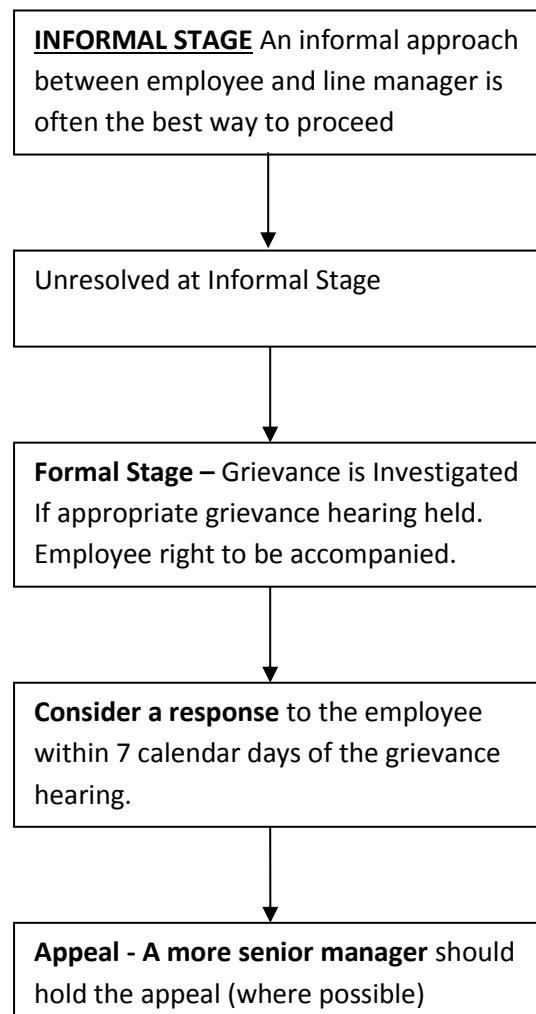 INFORMAL STAGE An informal approach
between employee and line manager is
often the best way to proceed
Unresolved at Informal Stage
Formal Stage – Grievance is Investigated
If appropriate grievance hearing held.
Employee right to be accompanied.
Consider a response to the employee
within 7 calendar days of the grievance
hearing.
Appeal - A more senior manager should
hold the appeal (where possible)